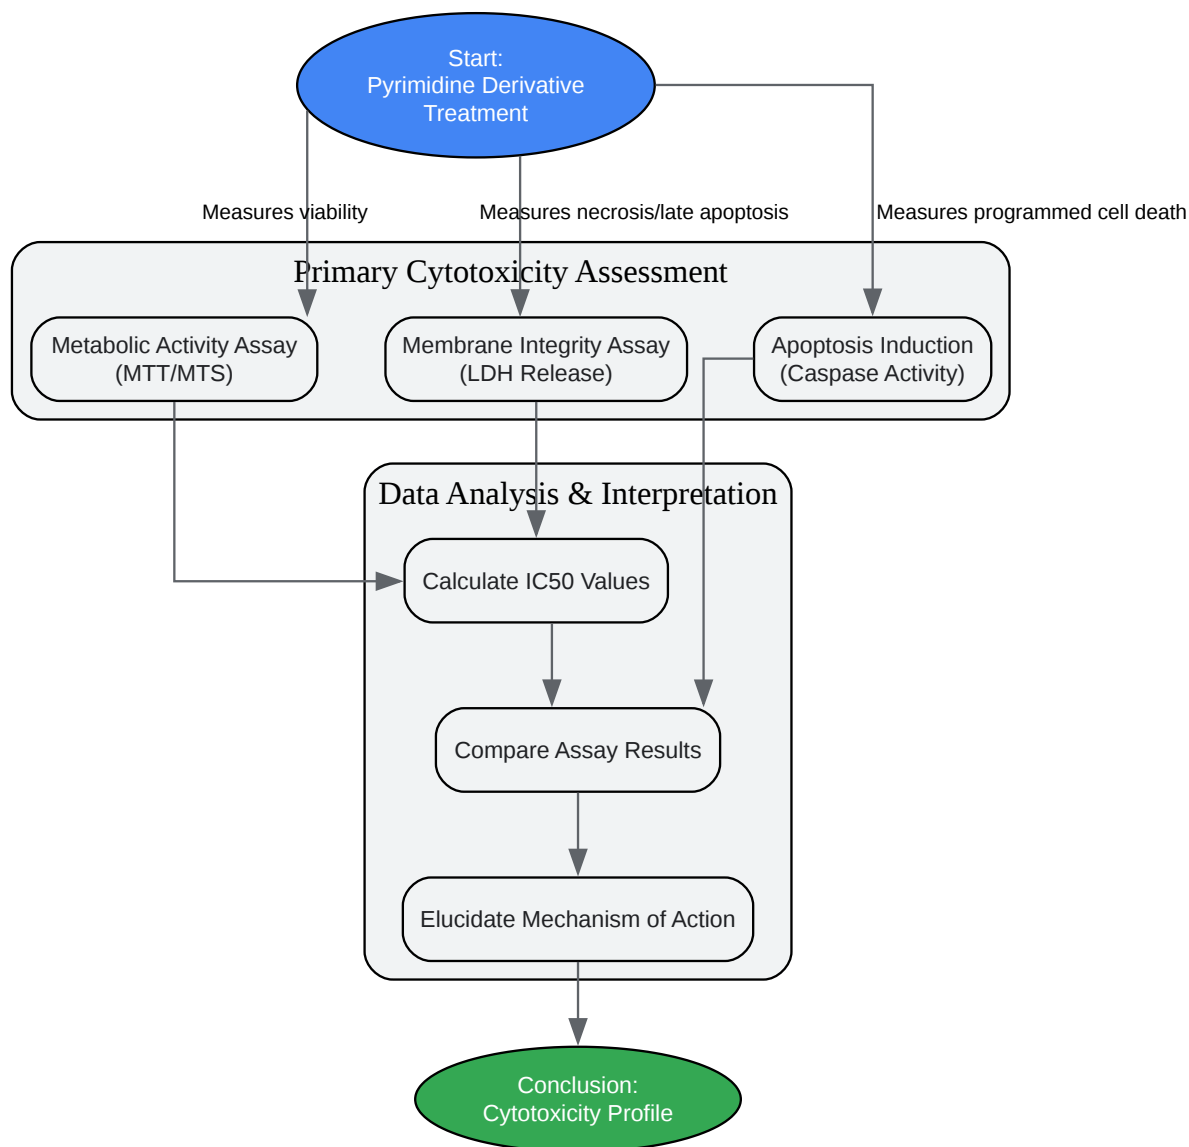 Start:
Pyrimidine Derivative
Treatment
Measures viability
Measures necrosis/late apoptosis
Measures programmed cell death
Primary Cytotoxicity Assessment
Metabolic Activity Assay
(MTT/MTS)
Membrane Integrity Assay
(LDH Release)
Apoptosis Induction
(Caspase Activity)
Data Analysis & Interpretation
Calculate IC50 Values
Compare Assay Results
Elucidate Mechanism of Action
Conclusion:
Cytotoxicity Profile